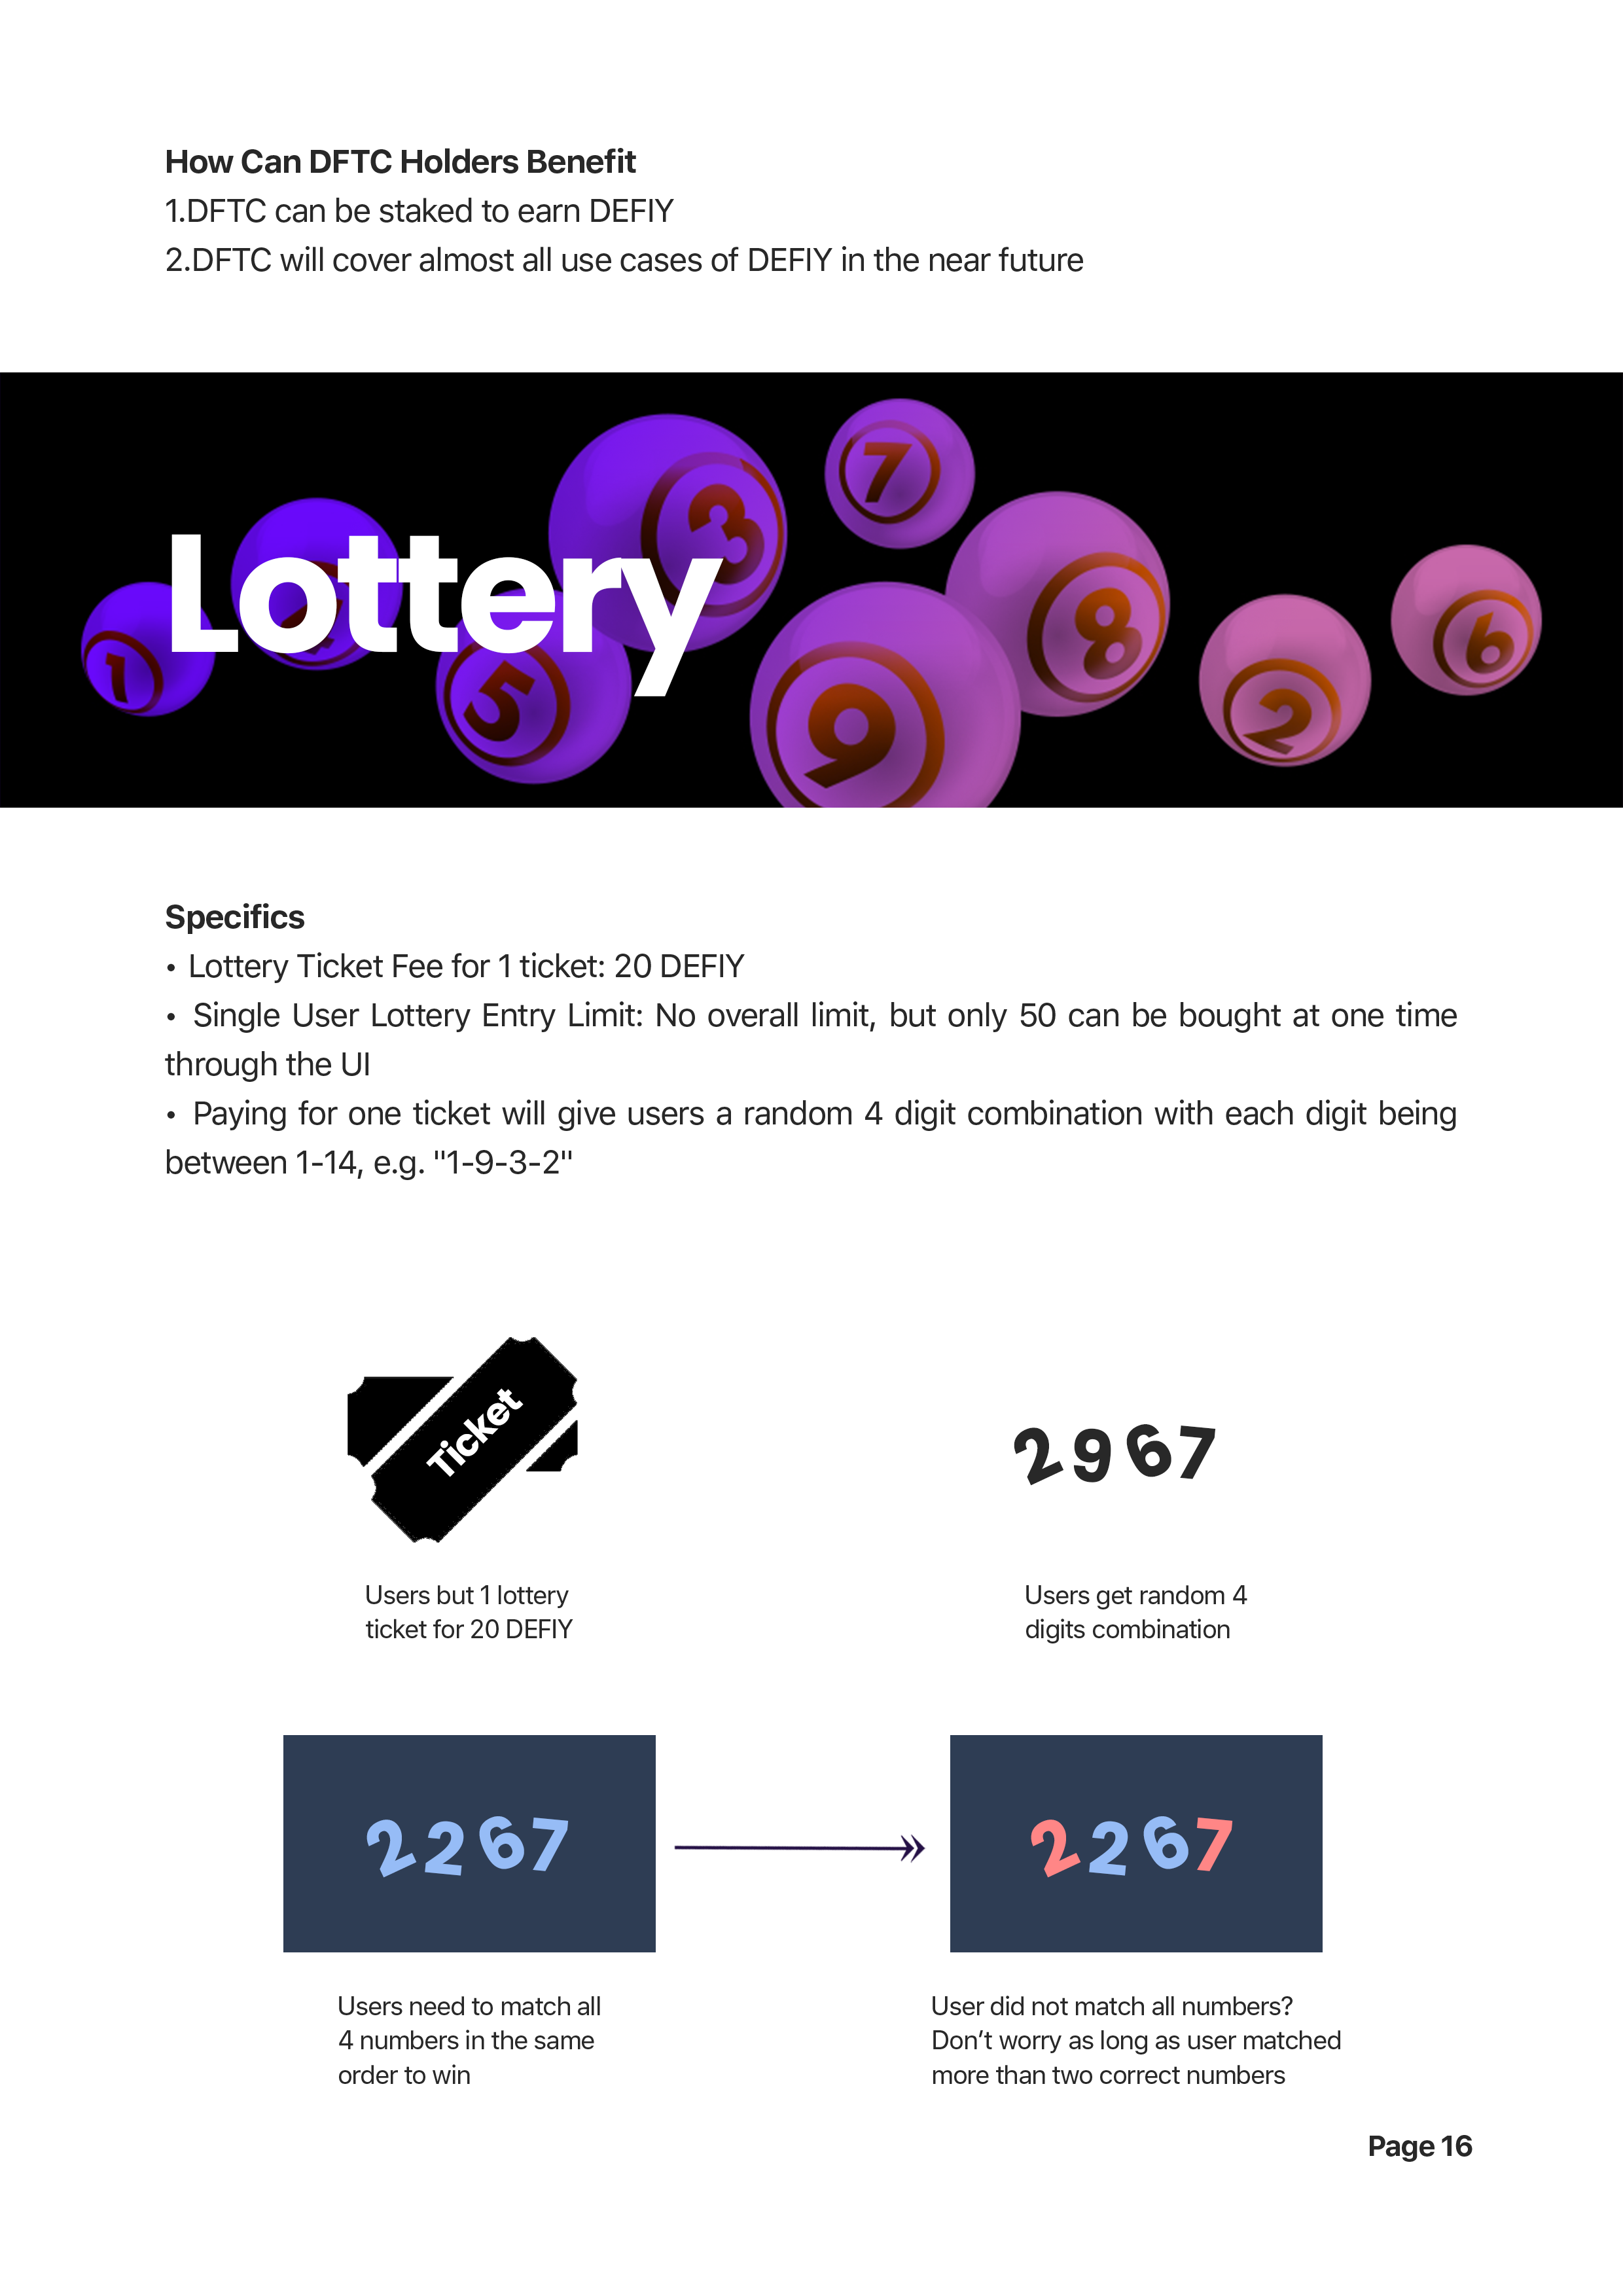 How Can DFTC Holders Benefit
1.DFTC can be staked to earn DEFIY
2.DFTC will cover almost all use cases of DEFIY in the near future
Lottery
1
4
3
5
7
9
8
2
6
Specifics
• Lottery Ticket Fee for 1 ticket: 20 DEFIY
• Single User Lottery Entry Limit: No overall limit, but only 50 can be bought at one time
through the UI
• Paying for one ticket will give users a random 4 digit combination with each digit being
between 1-14, e.g. "1-9-3-2"
Ticket
2967
Users but 1 lottery
ticket for 20 DEFIY
Users get random 4
digits combination
2267
2267
Users need to match all
4 numbers in the same
order to win
User did not match all numbers?
Don’t worry as long as user matched
more than two correct numbers
Page 16